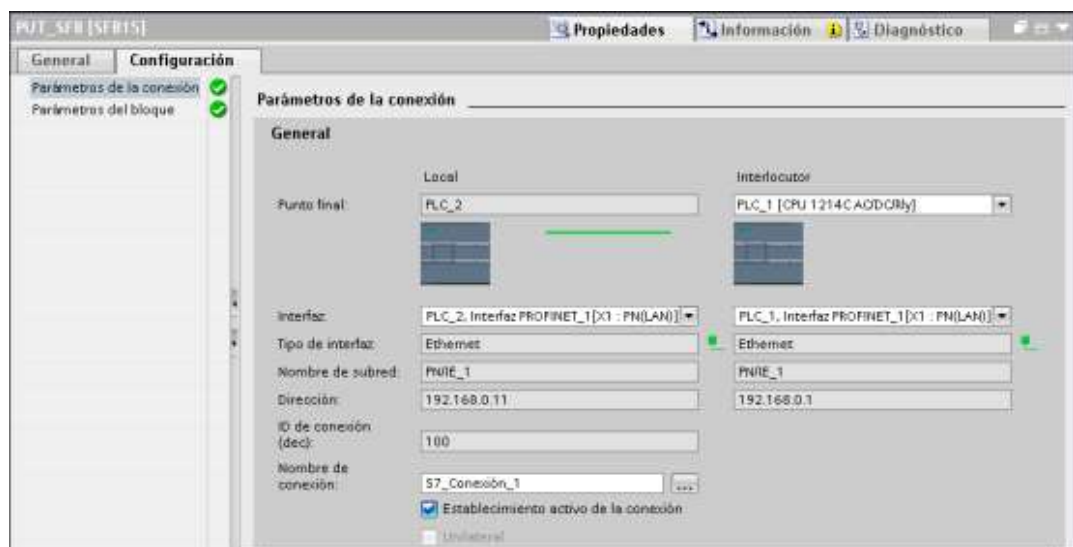 PUT_SFB [SFB15]
Propiedades Información Diagnóstico
General Configuración
Parámetros de la conexión
Parámetros del bloque
Parámetros de la conexión
General
Local Interlocutor
Punto final: PLC_2 PLC_1 [CPU 1214C AC/DC/Rly]
Interfaz: PLC_2, Interfaz PROFINET_1[X1 : PN(LAN)] PLC_1, Interfaz PROFINET_1[X1 : PN(LAN)]
Tipo de interfaz: Ethernet Ethernet
Nombre de subred: PN/IE_1 PN/IE_1
Dirección: 192.168.0.11 192.168.0.1
ID de conexión
(dec): 100
Nombre de
conexión: S7_Conexión_1 ...
Establecimiento activo de la conexión
Unilateral